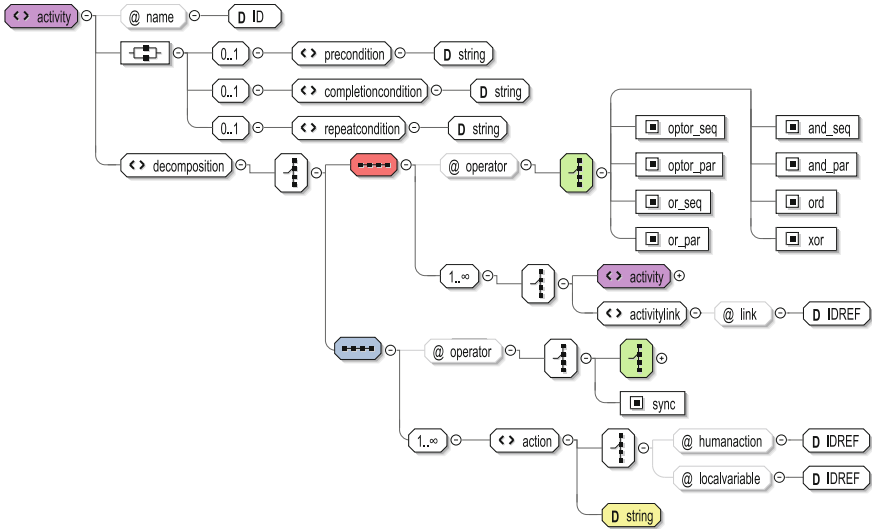 <> activity @ name D ID
0..1 <> precondition D string
0..1 <> completioncondition D string
0..1 <> repeatcondition D string
<> decomposition @ operator
optor_seq and_seq
optor_par and_par
or_seq ord
or_par xor
1..∞ <> activity
<> activitylink @ link D IDREF
@ operator
sync
1..∞ <> action @ humanaction D IDREF
@ localvariable D IDREF
D string